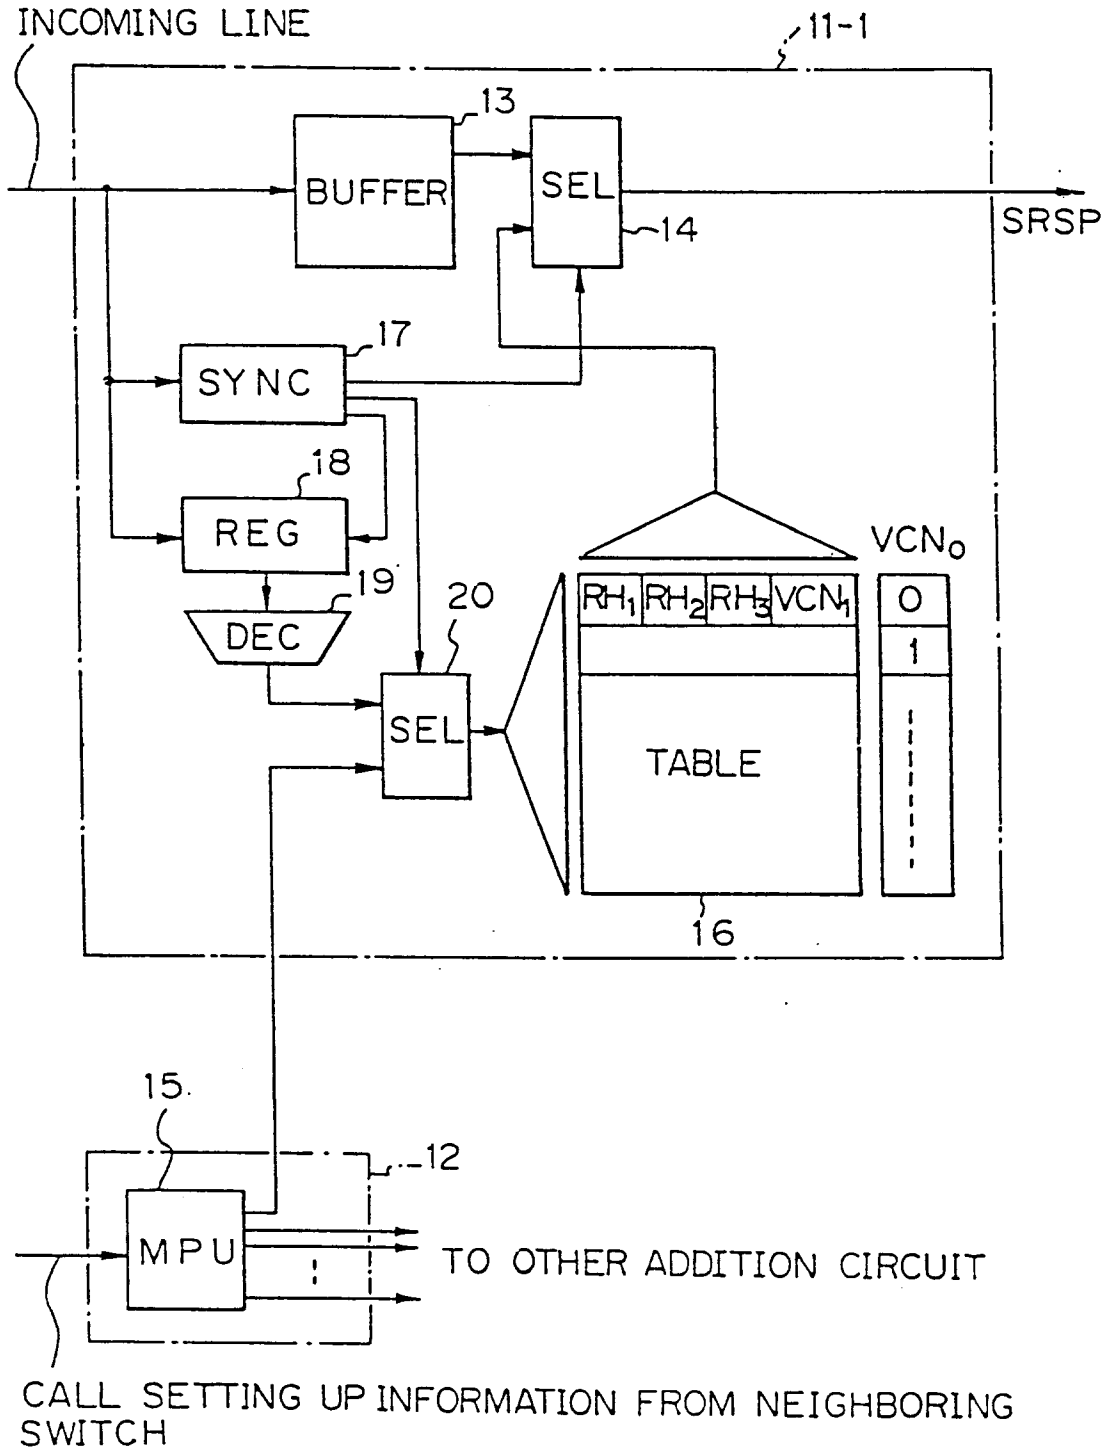 INCOMING LINE
11-1
13
BUFFER
SEL
14
SRSP
17
SYNC
18
REG
19
DEC
20
SEL
VCN₀
RH₁ RH₂ RH₃ VCN₁ 0
1
TABLE
16
15
12
MPU
TO OTHER ADDITION CIRCUIT
CALL SETTING UP INFORMATION FROM NEIGHBORING
SWITCH